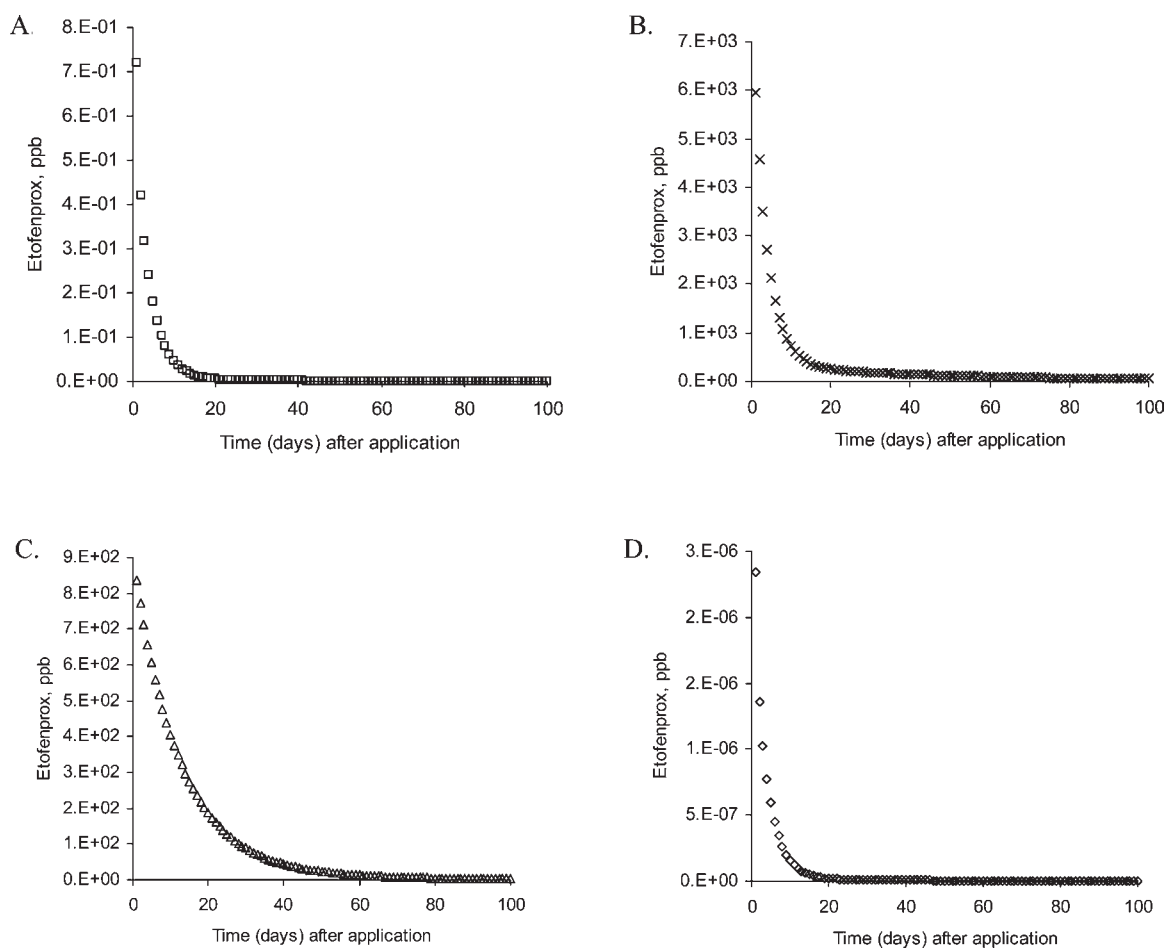 A.
8.E-01
7.E-01
6.E-01
5.E-01
4.E-01
3.E-01
2.E-01
1.E-01
0.E+00
Etofenprox, ppb
0 20 40 60 80 100
Time (days) after application
B.
7.E+03
6.E+03
5.E+03
4.E+03
3.E+03
2.E+03
1.E+03
0.E+00
Etofenprox, ppb
0 20 40 60 80 100
Time (days) after application
C.
9.E+02
8.E+02
7.E+02
6.E+02
5.E+02
4.E+02
3.E+02
2.E+02
1.E+02
0.E+00
Etofenprox, ppb
0 20 40 60 80 100
Time (days) after application
D.
3.E-06
2.E-06
2.E-06
1.E-06
5.E-07
0.E+00
Etofenprox, ppb
0 20 40 60 80 100
Time (days) after application